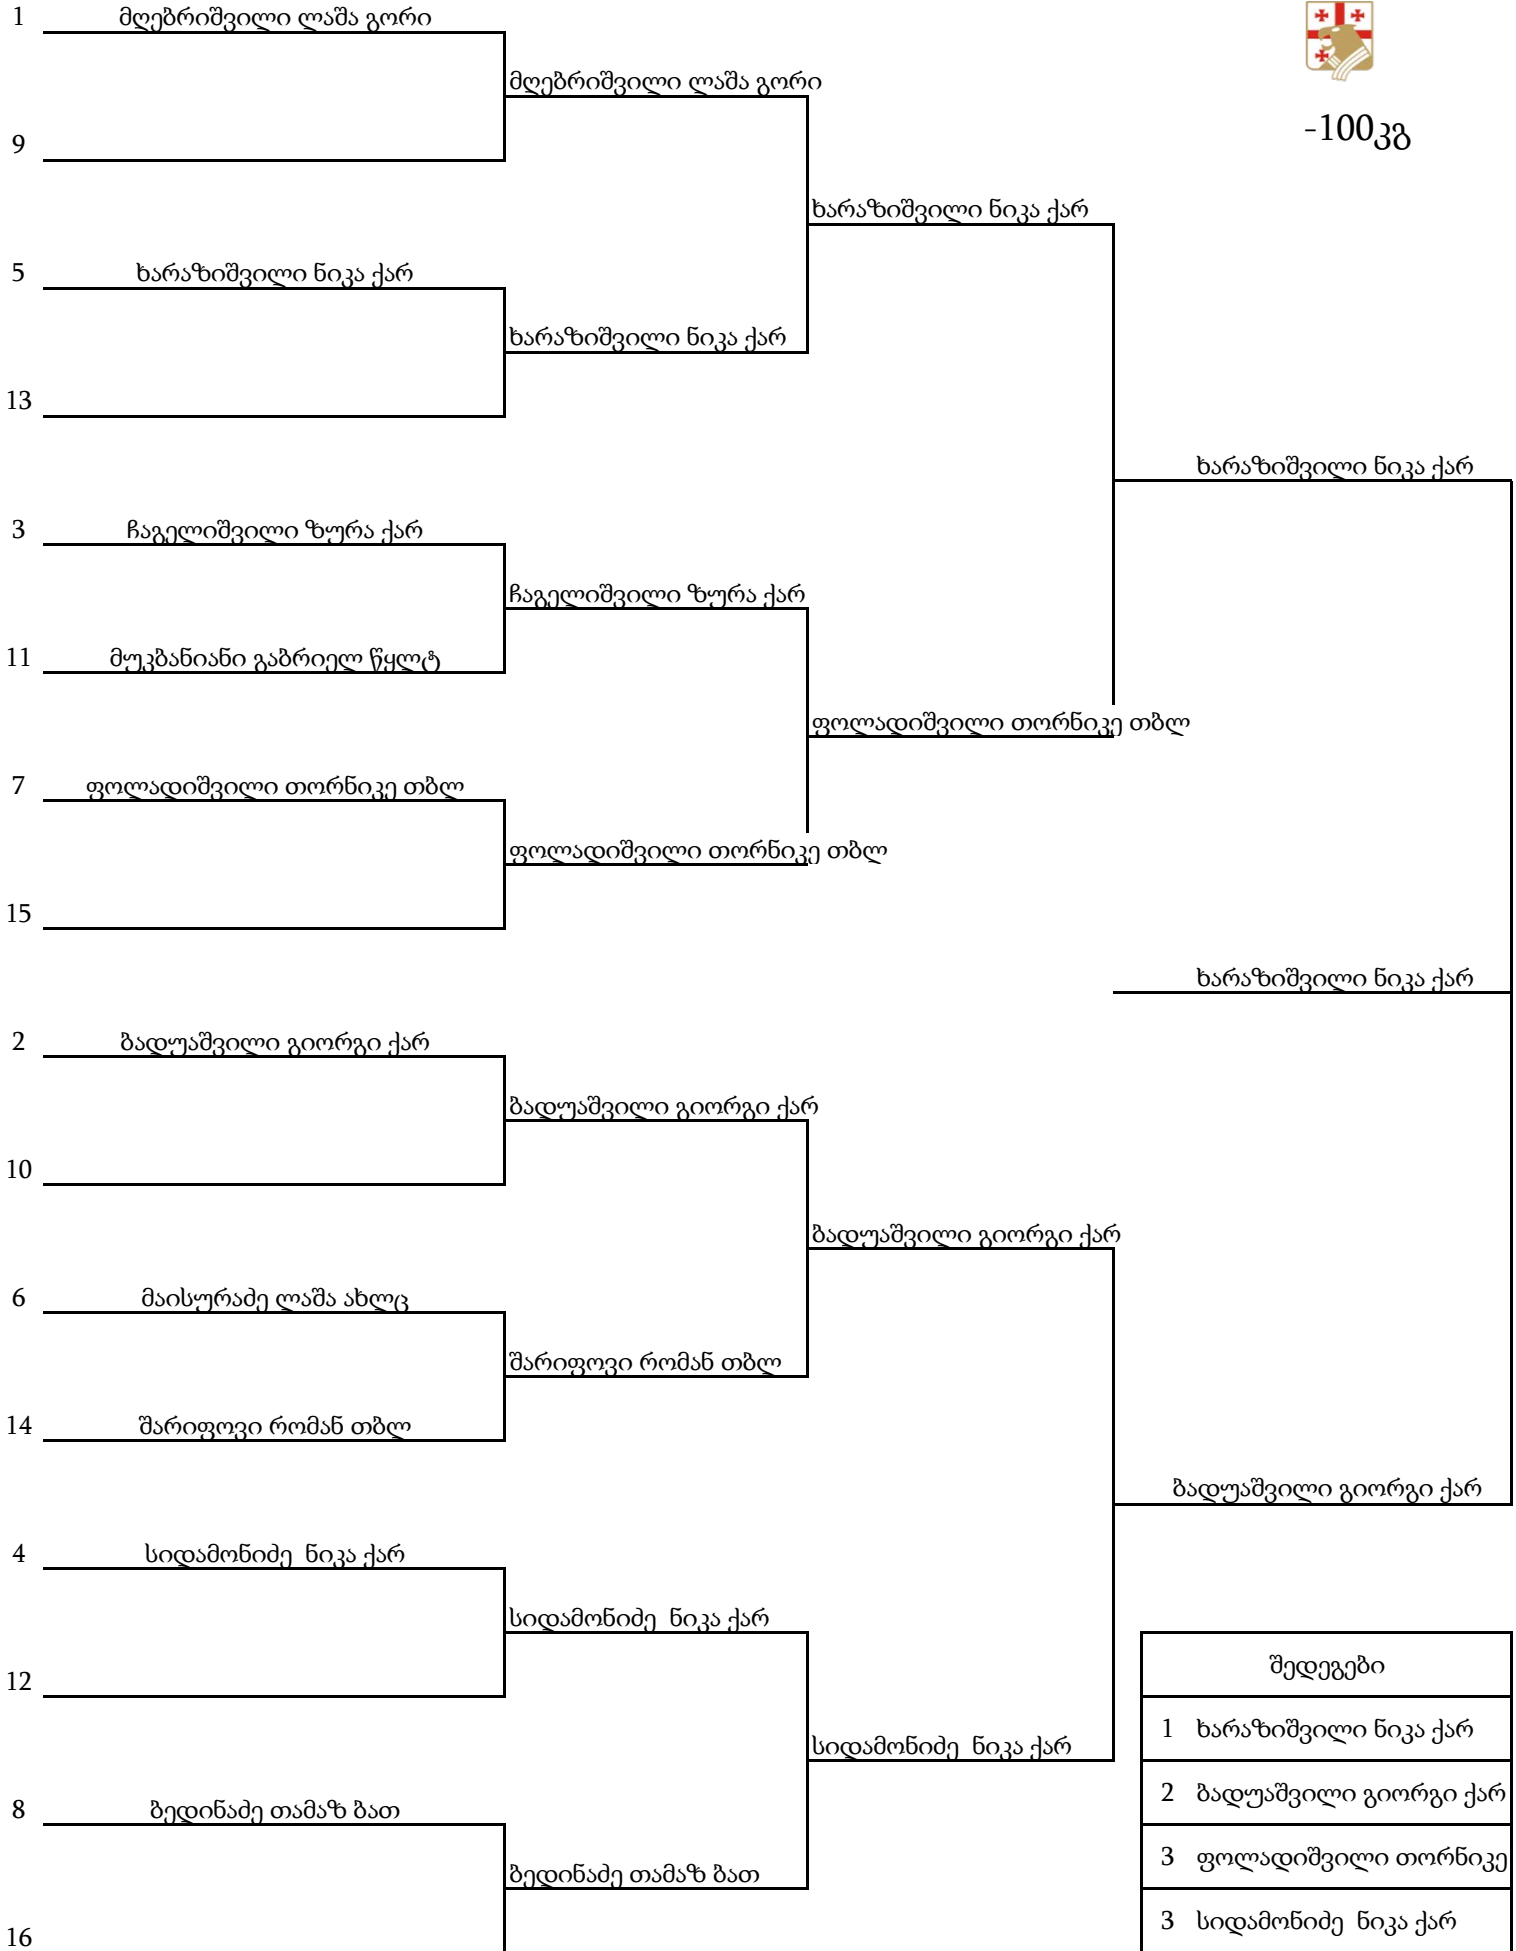 1 მღებრიშვილი ლაშა გორი
მღებრიშვილი ლაშა გორი
-100კგ
9
ხარაზიშვილი ნიკა ქარ
5 ხარაზიშვილი ნიკა ქარ
ხარაზიშვილი ნიკა ქარ
13
ხარაზიშვილი ნიკა ქარ
3 ჩაგელიშვილი ზურა ქარ
ჩაგელიშვილი ზურა ქარ
11 მუკბანიანი გაბრიელ წყლტ
ფოლადიშვილი თორნიკე თბლ
7 ფოლადიშვილი თორნიკე თბლ
ფოლადიშვილი თორნიკე თბლ
15
ხარაზიშვილი ნიკა ქარ
2 ბადუაშვილი გიორგი ქარ
ბადუაშვილი გიორგი ქარ
10
ბადუაშვილი გიორგი ქარ
6 მაისურაძე ლაშა ახლც
შარიფოვი რომან თბლ
14 შარიფოვი რომან თბლ
ბადუაშვილი გიორგი ქარ
4 სიდამონიძე ნიკა ქარ
სიდამონიძე ნიკა ქარ
შედეგები
12
1 ხარაზიშვილი ნიკა ქარ
სიდამონიძე ნიკა ქარ
2 ბადუაშვილი გიორგი ქარ
8 ბედინაძე თამაზ ბათ
3 ფოლადიშვილი თორნიკე
ბედინაძე თამაზ ბათ
3 სიდამონიძე ნიკა ქარ
16